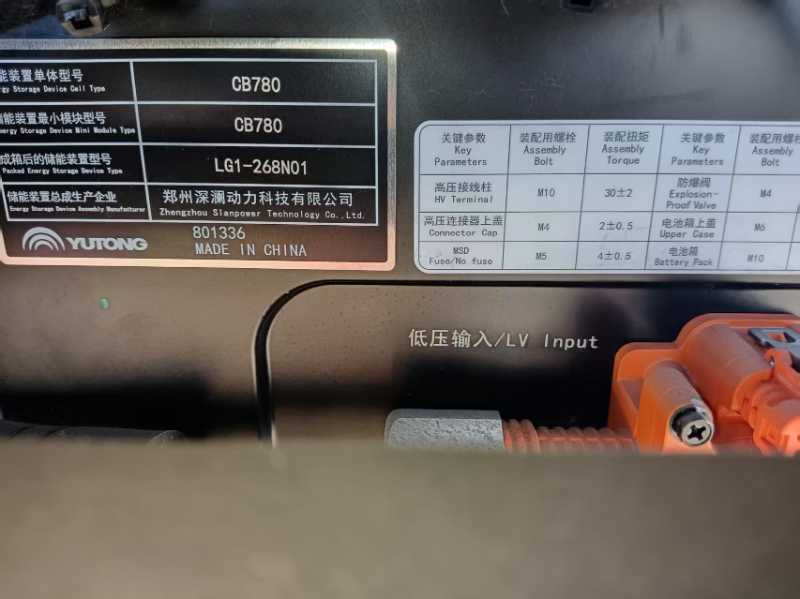 能装置单体型号
rgy Storage Device Cell Type
CB780
储能装置最小模块型号
Energy Storage Device Mini Module Type
CB780
成箱后的储能装置型号
Packed Energy Storage Device Type
LG1-268N01
储能装置总成生产企业
Energy Storage Device Assembly Manufacturer
郑州深澜动力科技有限公司
Zhengzhou Slanpower Technology Co.,Ltd.
YUTONG
801336
MADE IN CHINA
关键参数 装配用螺栓 装配扭矩 关键参数 装配用螺
Key Assembly Assembly Key Assembly
Parameters Bolt Torque Parameters Bolt
高压接线柱 M10 30±2 防爆阀 M4
HV Terminal Explosion-
Proof Valve
高压连接器上盖 M4 2±0.5 电池箱上盖 M6
Connector Cap Upper Case
MSD M5 4±0.5 电池箱 M10
Fuse/No fuse Battery Pack
低压输入/LV Input